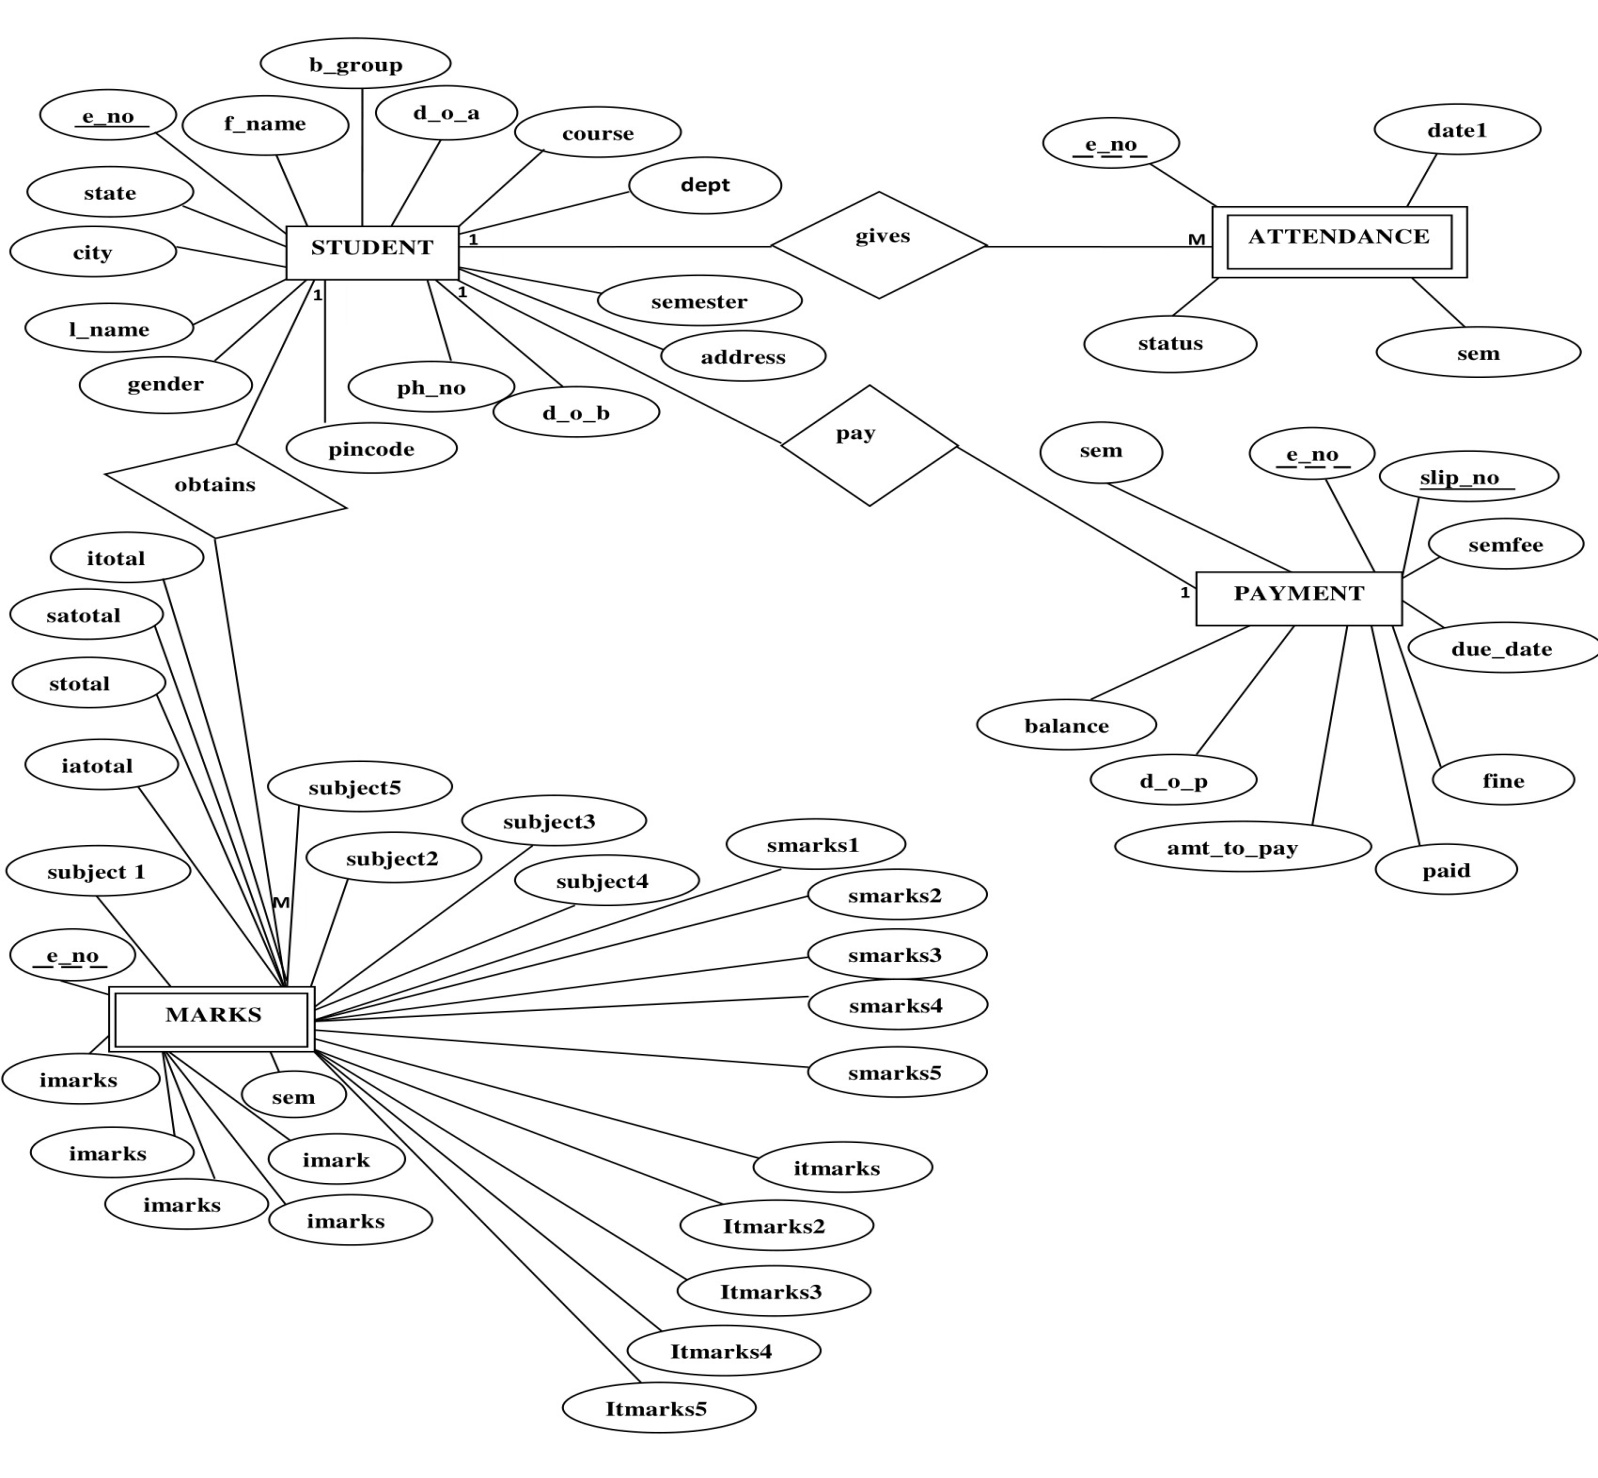 b_group
e_no
f_name
d_o_a
course
state
dept
city
STUDENT
1
gives
M
ATTENDANCE
e_no
date1
status
sem
1
1
semester
l_name
address
gender
ph_no
d_o_b
pincode
obtains
pay
sem
e_no
slip_no
semfee
1
PAYMENT
due_date
balance
d_o_p
fine
amt_to_pay
paid
itotal
satotal
stotal
iatotal
subject5
subject3
subject2
smarks1
subject 1
subject4
smarks2
M
e_no
smarks3
smarks4
MARKS
smarks5
imarks
sem
imarks
imark
itmarks
imarks
imarks
Itmarks2
Itmarks3
Itmarks4
Itmarks5